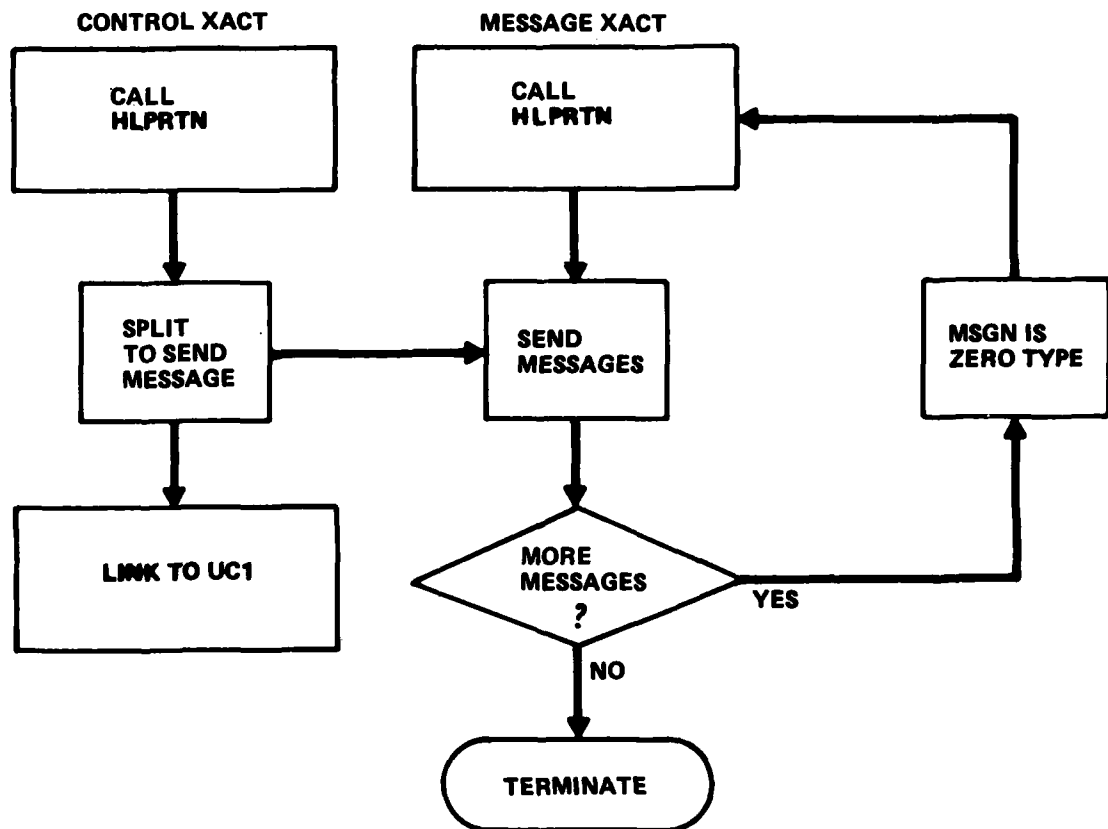 CONTROL XACT
CALL
HLPRTN
SPLIT
TO SEND
MESSAGE
LINK TO UC1
MESSAGE XACT
CALL
HLPRTN
SEND
MESSAGES
MORE
MESSAGES
?
YES
NO
TERMINATE
MSGN IS
ZERO TYPE